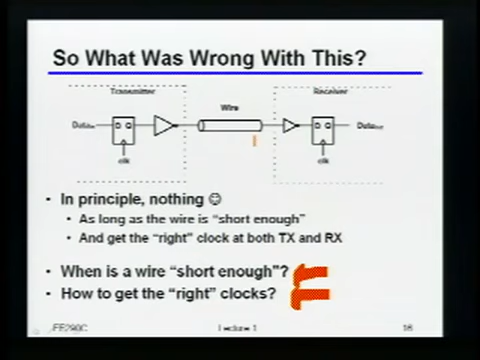 So What Was Wrong With This?
Transmitter
Wire
Receiver
Data
Data
clk
clk
• In principle, nothing ☺
• As long as the wire is “short enough”
• And get the “right” clock at both TX and RX
• When is a wire “short enough”?
• How to get the “right” clocks?
EE290C
Lecture 1
16